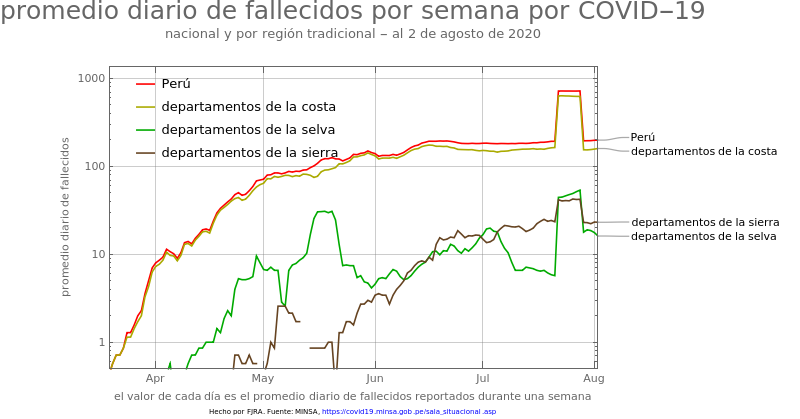 promedio diario de fallecidos por semana por COVID−19
nacional y por región tradicional − al 2 de agosto de 2020
1000
100
10
1
promedio diario de fallecidos
Perú
departamentos de la costa
departamentos de la selva
departamentos de la sierra
Perú
departamentos de la costa
departamentos de la sierra
departamentos de la selva
Apr May Jun Jul Aug
el valor de cada día es el promedio diario de fallecidos reportados durante una semana
Hecho por FJRA. Fuente: MINSA, https://covid19.minsa.gob.pe/sala_situacional.asp